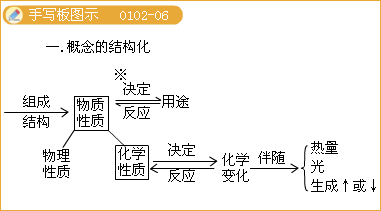 手写板图示 0102-06
一.概念的结构化
※
组成
结构
物质
性质
决定
反应
用途
物理
性质
化学
性质
决定
反应
化学
变化
伴随
热量
光
生成↑或↓